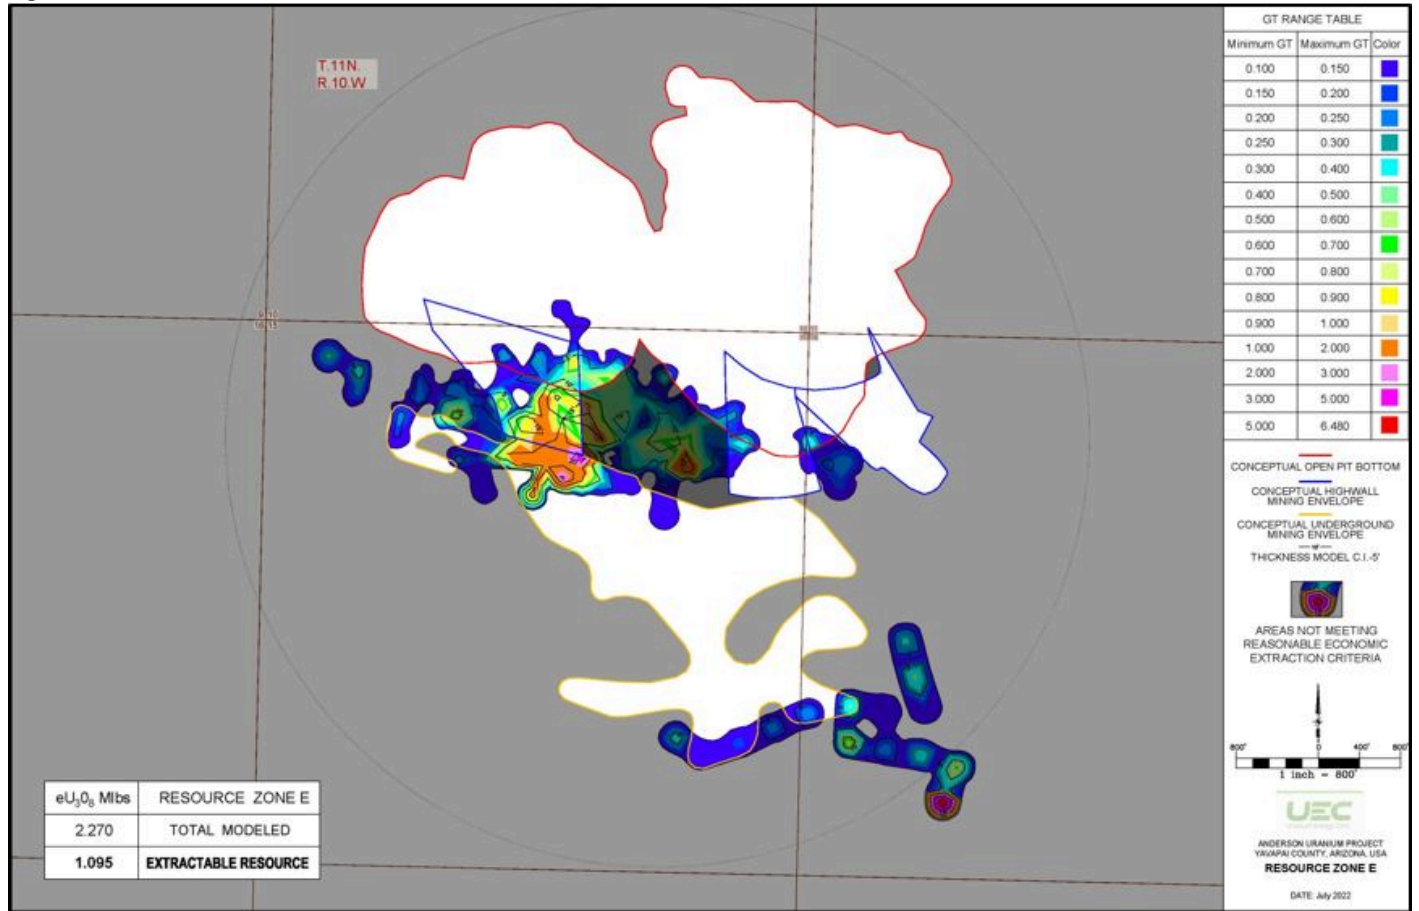 T.11N.
R.10.W
GT RANGE TABLE
Minimum GT Maximum GT Color
0.100 0.150
0.150 0.200
0.200 0.250
0.250 0.300
0.300 0.400
0.400 0.500
0.500 0.600
0.600 0.700
0.700 0.800
0.800 0.900
0.900 1.000
1.000 2.000
2.000 3.000
3.000 5.000
5.000 6.480
CONCEPTUAL OPEN PIT BOTTOM
CONCEPTUAL HIGHWALL
MINING ENVELOPE
CONCEPTUAL UNDERGROUND
MINING ENVELOPE
THICKNESS MODEL C.I.-5'
AREAS NOT MEETING
REASONABLE ECONOMIC
EXTRACTION CRITERIA
800' 0 400' 800'
1 inch = 800'
UEC
ANDERSON URANIUM PROJECT
YAVAPAI COUNTY, ARIZONA, USA
RESOURCE ZONE E
DATE: July 2022
eU₃0₈ Mlbs RESOURCE ZONE E
2.270 TOTAL MODELED
1.095 EXTRACTABLE RESOURCE